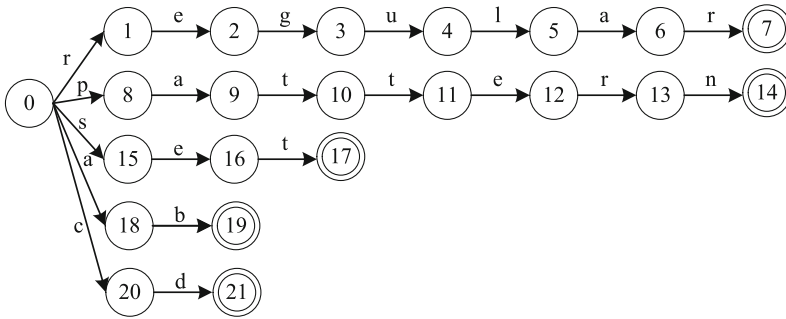 r 1 e 2 g 3 u 4 l 5 a 6 r 7
0 p 8 a 9 t 10 t 11 e 12 r 13 n 14
s 15 e 16 t 17
a 18 b 19
c 20 d 21